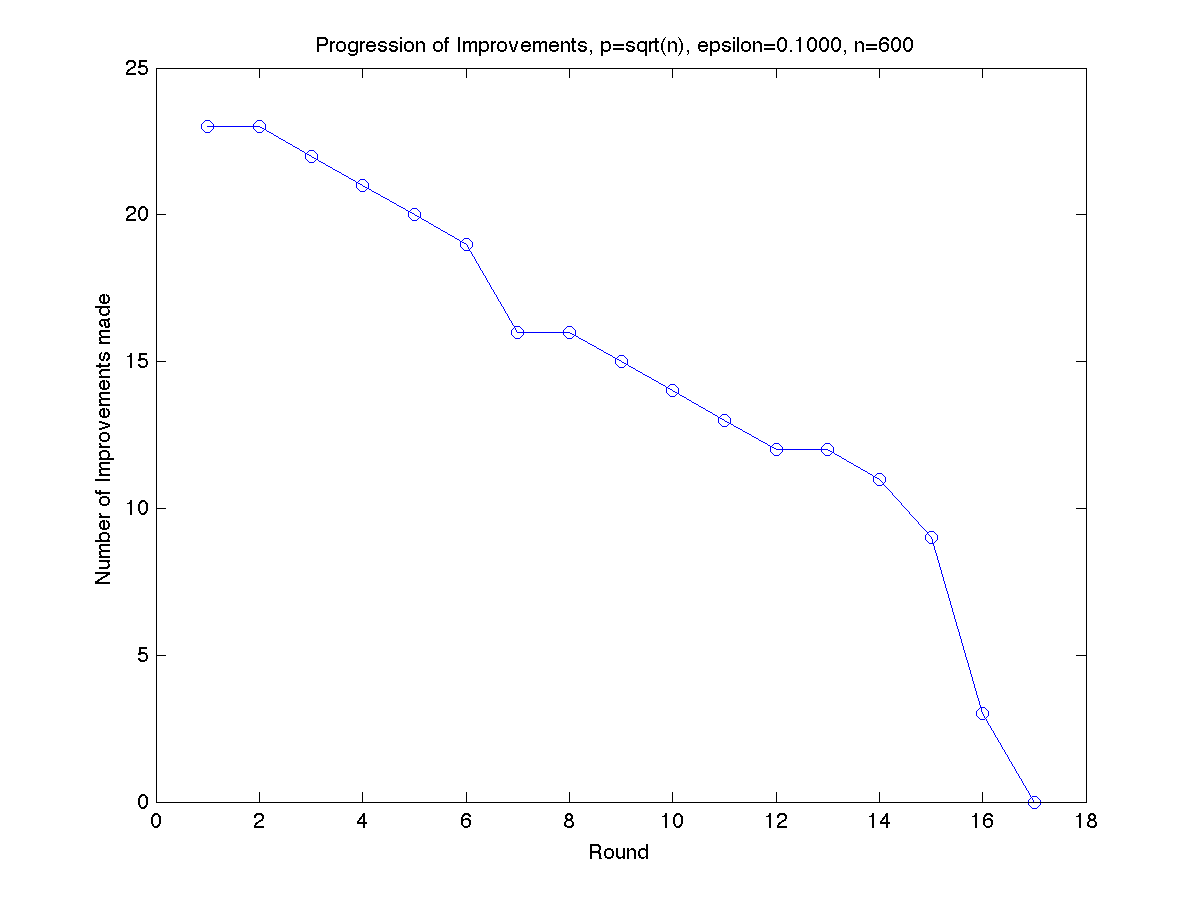 Progression of Improvements, p=sqrt(n), epsilon=0.1000, n=600
25
20
15
10
5
0
Number of Improvements made
0 2 4 6 8 10 12 14 16 18
Round